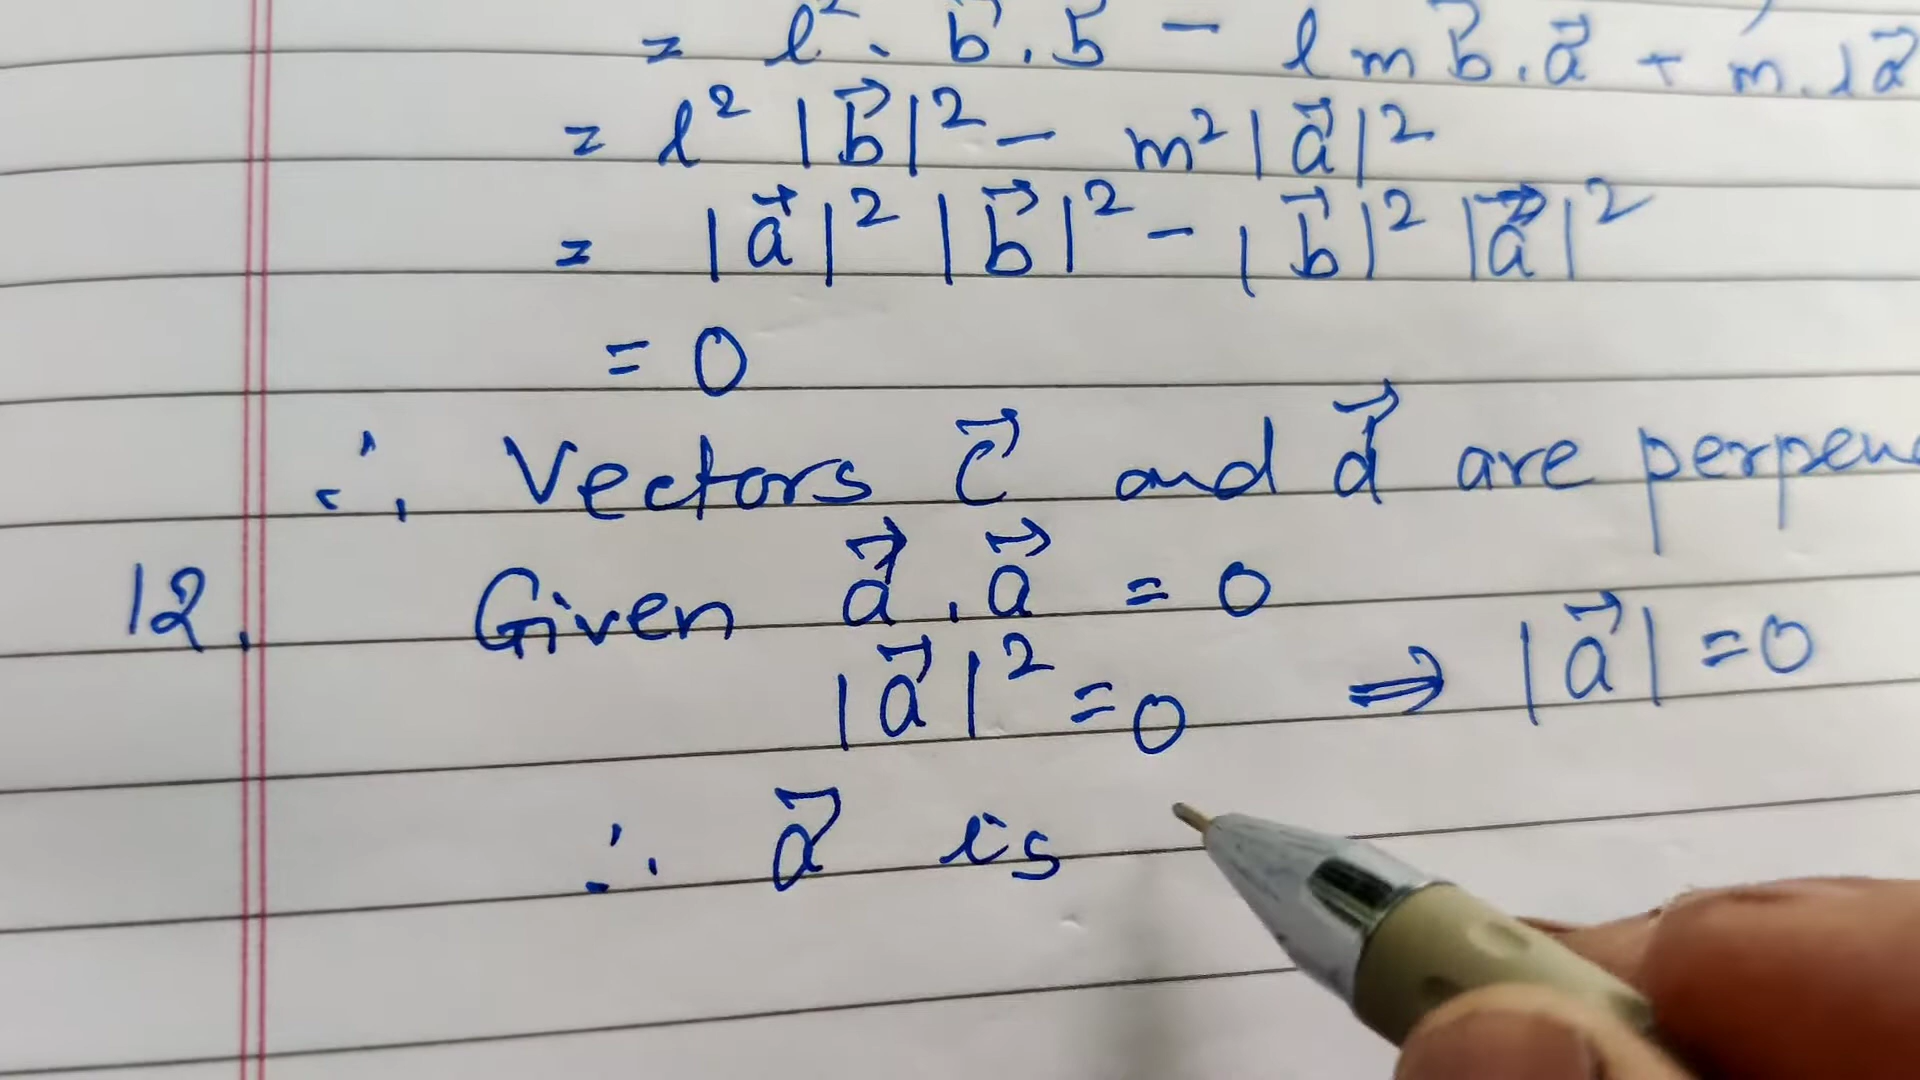 = l². b⃗.b⃗ - l m b⃗.a⃗ + m.l a⃗
= l² |b⃗|² - m² |a⃗|²
= |a⃗|² |b⃗|² - |b⃗|² |a⃗|²
= 0
∴ Vectors c⃗ and d⃗ are
12. Given a⃗ . a⃗ = 0
|a⃗|² = 0 ⇒ |a⃗| = 0
∴ a⃗ is